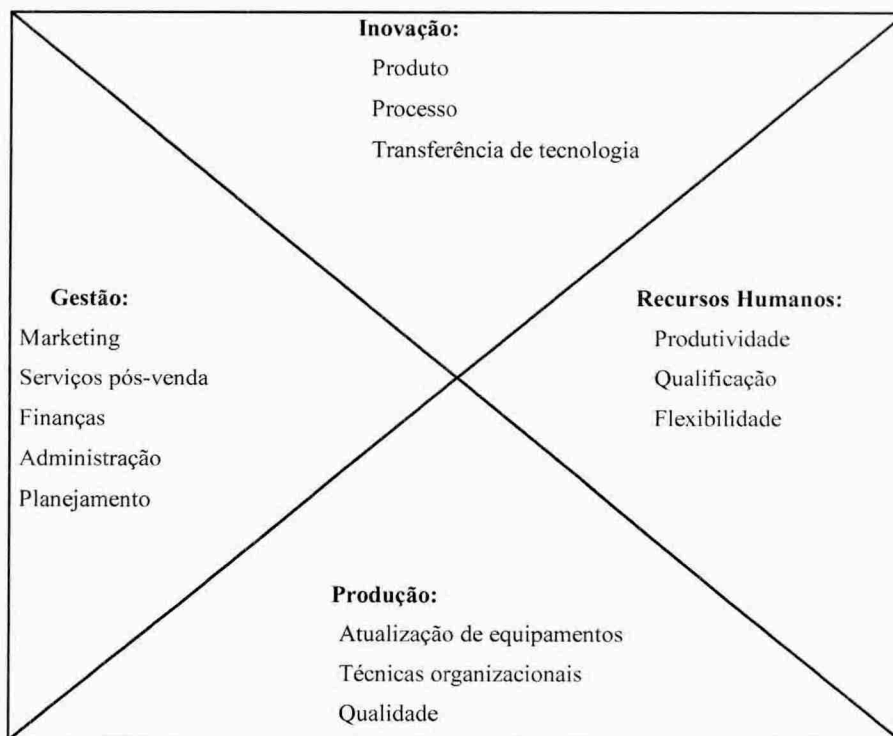 Inovação:
Produto
Processo
Transferência de tecnologia
Gestão:
Marketing
Serviços pós-venda
Finanças
Administração
Planejamento
Recursos Humanos:
Produtividade
Qualificação
Flexibilidade
Produção:
Atualização de equipamentos
Técnicas organizacionais
Qualidade